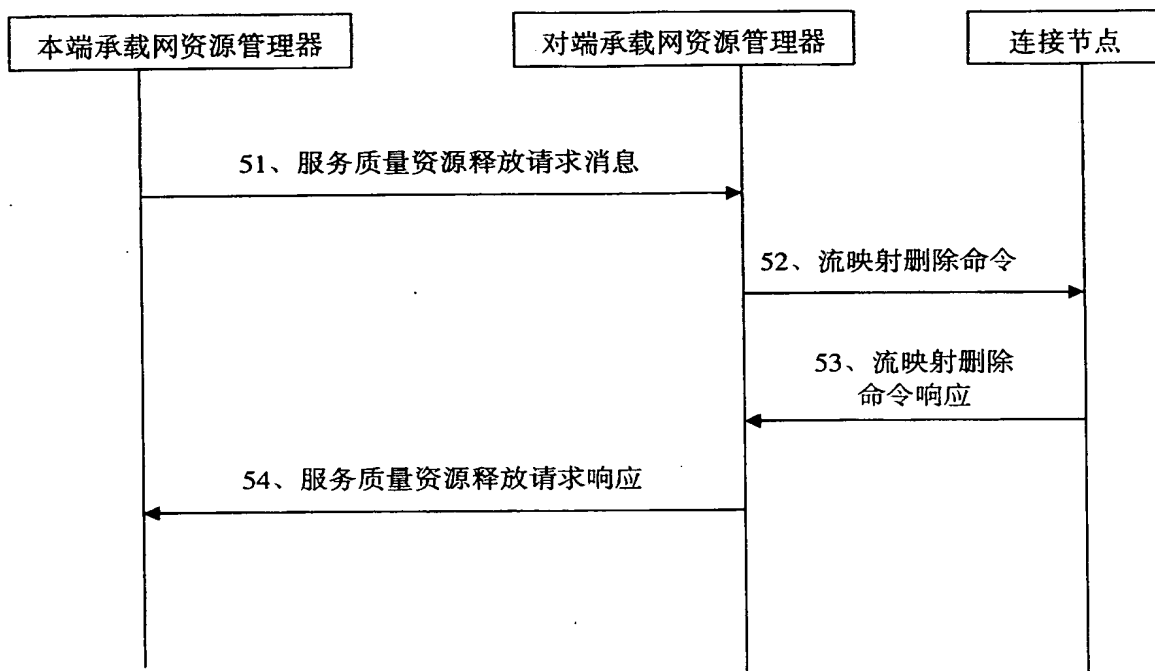 本端承载网资源管理器
对端承载网资源管理器
连接节点
51、服务质量资源释放请求消息
52、流映射删除命令
53、流映射删除
命令响应
54、服务质量资源释放请求响应